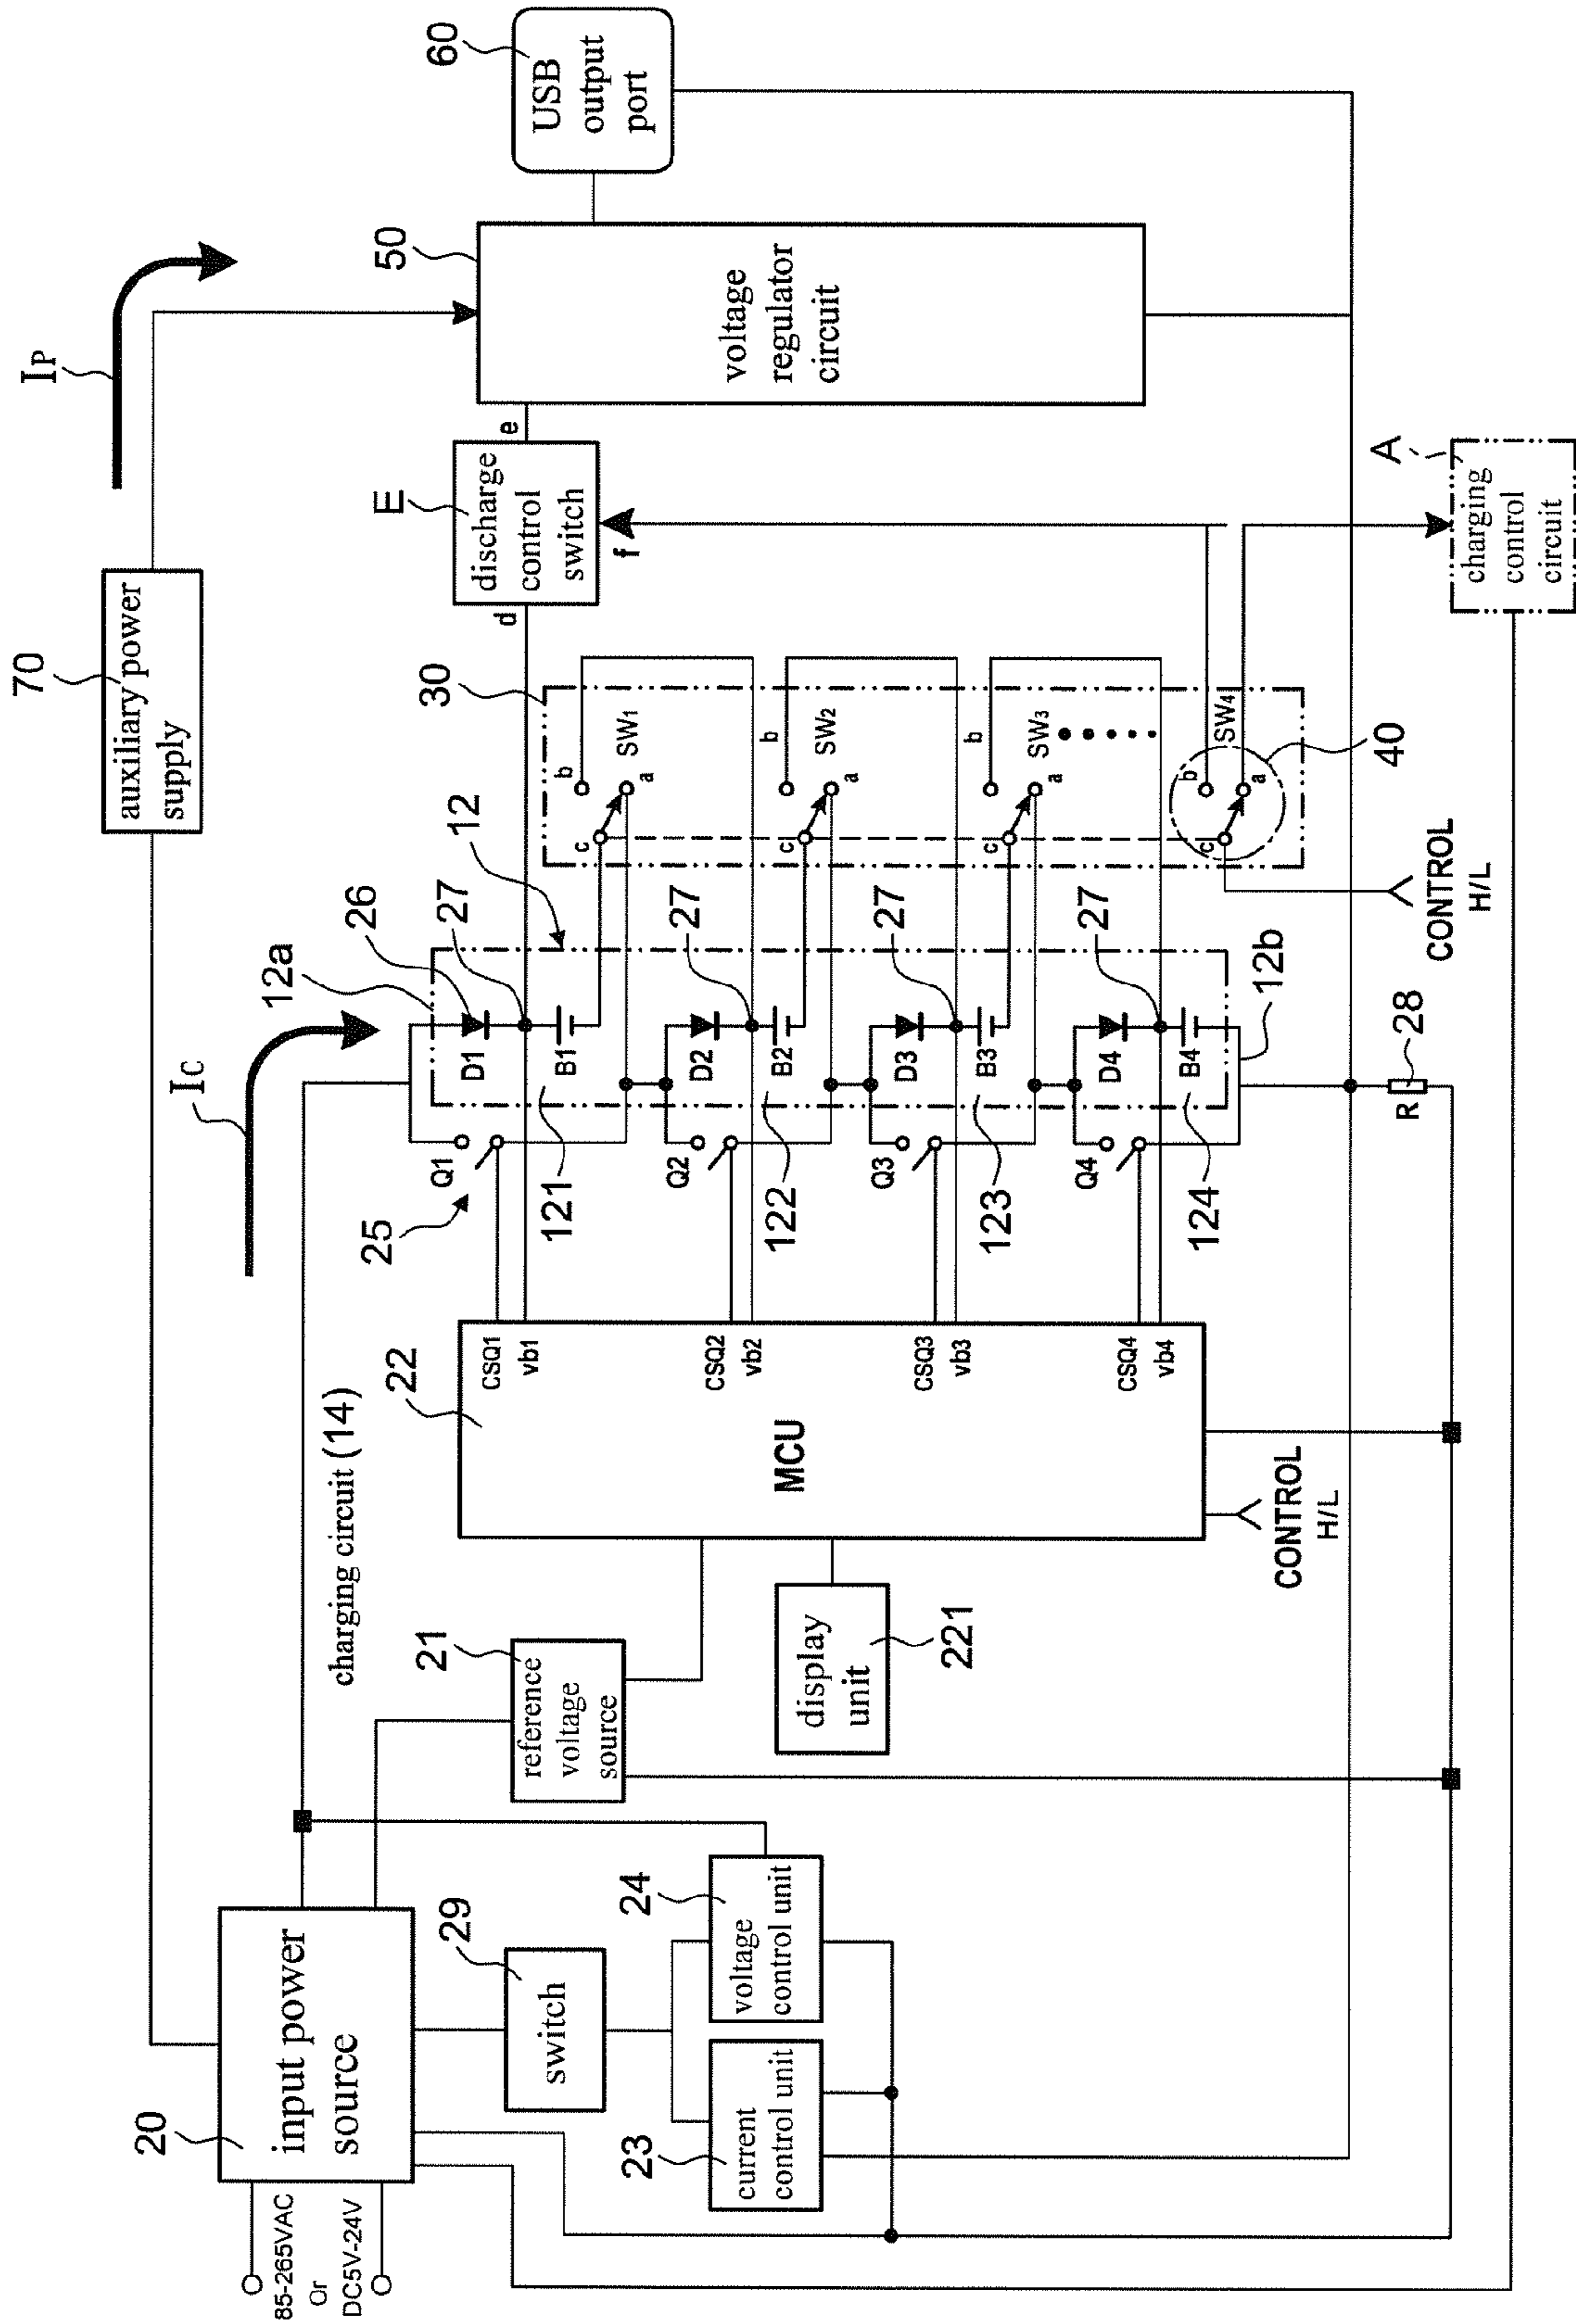 85-265VAC
Or
DC5V-24V
20
input power
source
29
switch
23
current
control unit
24
voltage
control unit
21
reference
voltage
source
charging circuit (14)
display
unit
221
22
MCU
CSQ1
vb1
CSQ2
vb2
CSQ3
vb3
CSQ4
vb4
CONTROL
H/L
IC
25
Q1
Q2
Q3
Q4
121
122
123
124
12a
26
27
12
D1
B1
27
D2
B2
27
D3
B3
27
D4
B4
12b
R
28
70
auxiliary power
supply
30
b
SW1
a
c
b
SW2
a
c
b
SW3
a
c
b
SW4
a
c
40
CONTROL
H/L
IP
E
discharge
control
switch
d
e
f
50
voltage
regulator
circuit
60
USB
output
port
A
charging
control
circuit